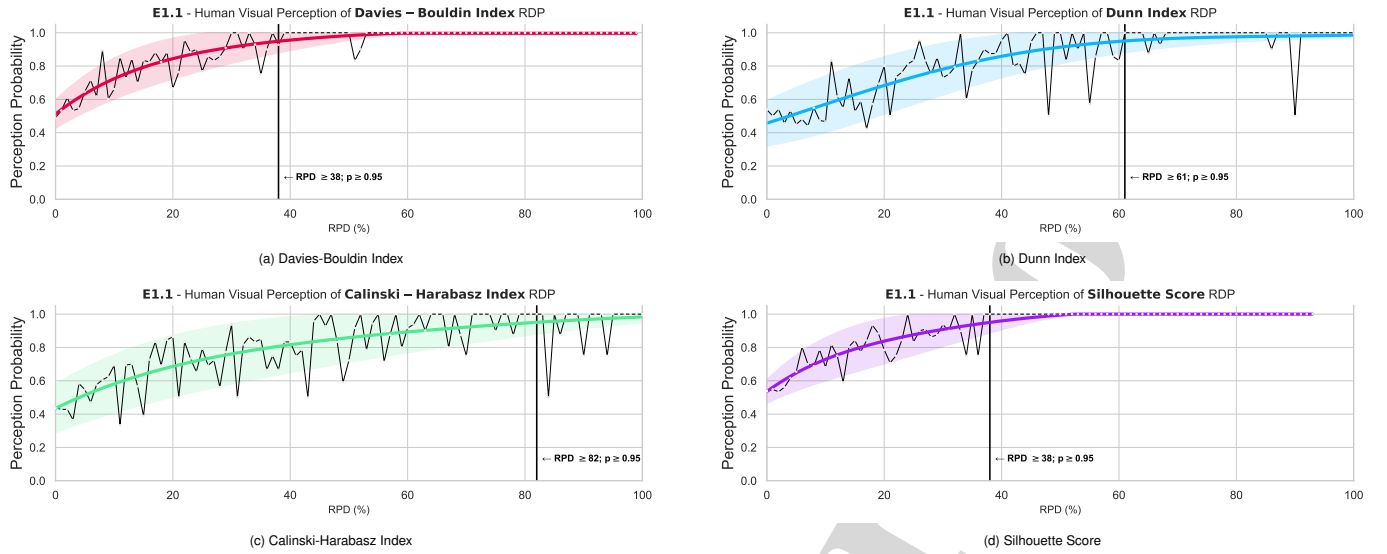 E1.1 - Human Visual Perception of Davies – Bouldin Index RDP
Perception Probability
1.0
0.8
0.6
0.4
0.2
0.0
← RPD ≥ 38; p ≥ 0.95
0 20 40 60 80 100
RPD (%)
(a) Davies-Bouldin Index
E1.1 - Human Visual Perception of Dunn Index RDP
Perception Probability
1.0
0.8
0.6
0.4
0.2
0.0
← RPD ≥ 61; p ≥ 0.95
0 20 40 60 80 100
RPD (%)
(b) Dunn Index
E1.1 - Human Visual Perception of Calinski – Harabasz Index RDP
Perception Probability
1.0
0.8
0.6
0.4
0.2
0.0
← RPD ≥ 82; p ≥ 0.95
0 20 40 60 80 100
RPD (%)
(c) Calinski-Harabasz Index
E1.1 - Human Visual Perception of Silhouette Score RDP
Perception Probability
1.0
0.8
0.6
0.4
0.2
0.0
← RPD ≥ 38; p ≥ 0.95
0 20 40 60 80 100
RPD (%)
(d) Silhouette Score